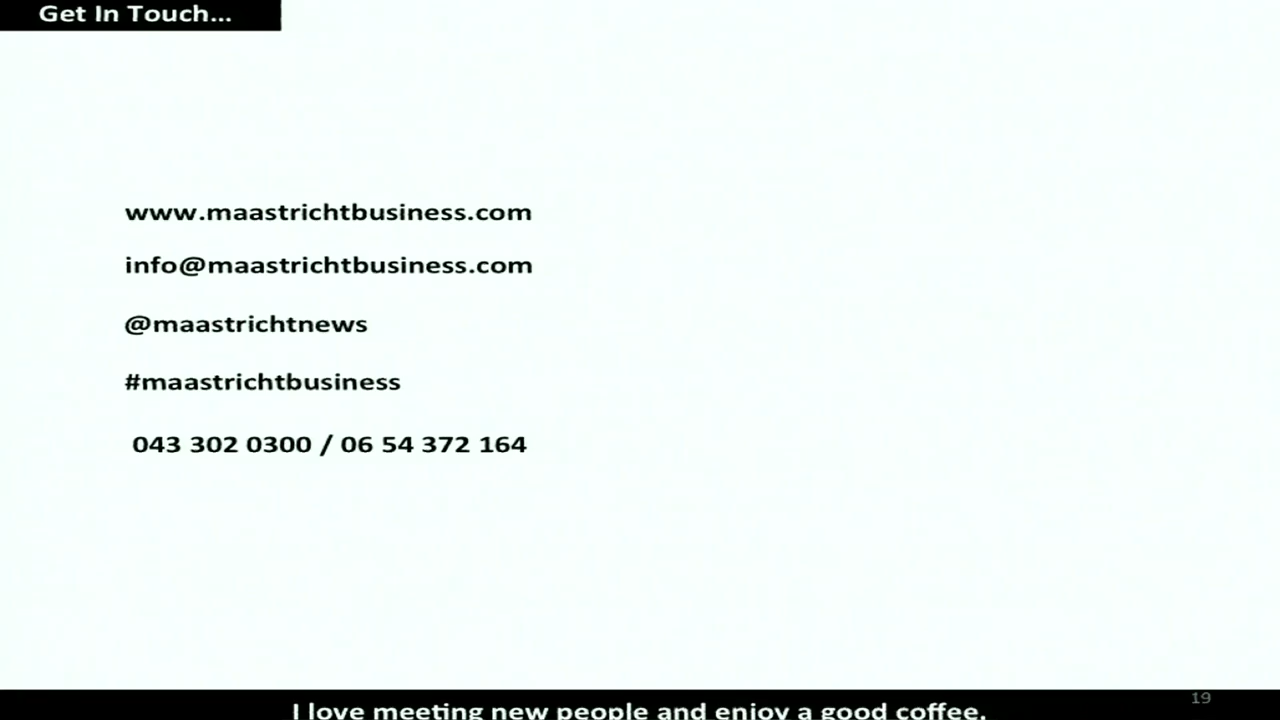 Get In Touch...
www.maastrichtbusiness.com
info@maastrichtbusiness.com
@maastrichtnews
#maastrichtbusiness
043 302 0300 / 06 54 372 164
19
I love meeting new people and enjoy a good coffee.